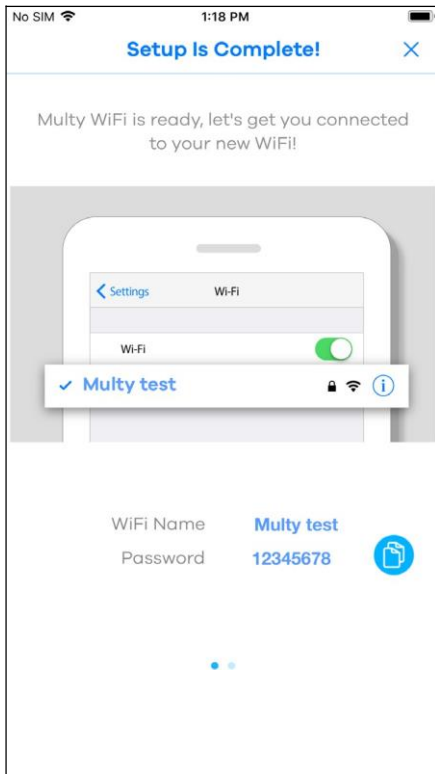 No SIM 1:18 PM
Setup Is Complete!
Multy WiFi is ready, let's get you connected
to your new WiFi!
Settings Wi-Fi
Wi-Fi
Multy test
WiFi Name Multy test
Password 12345678